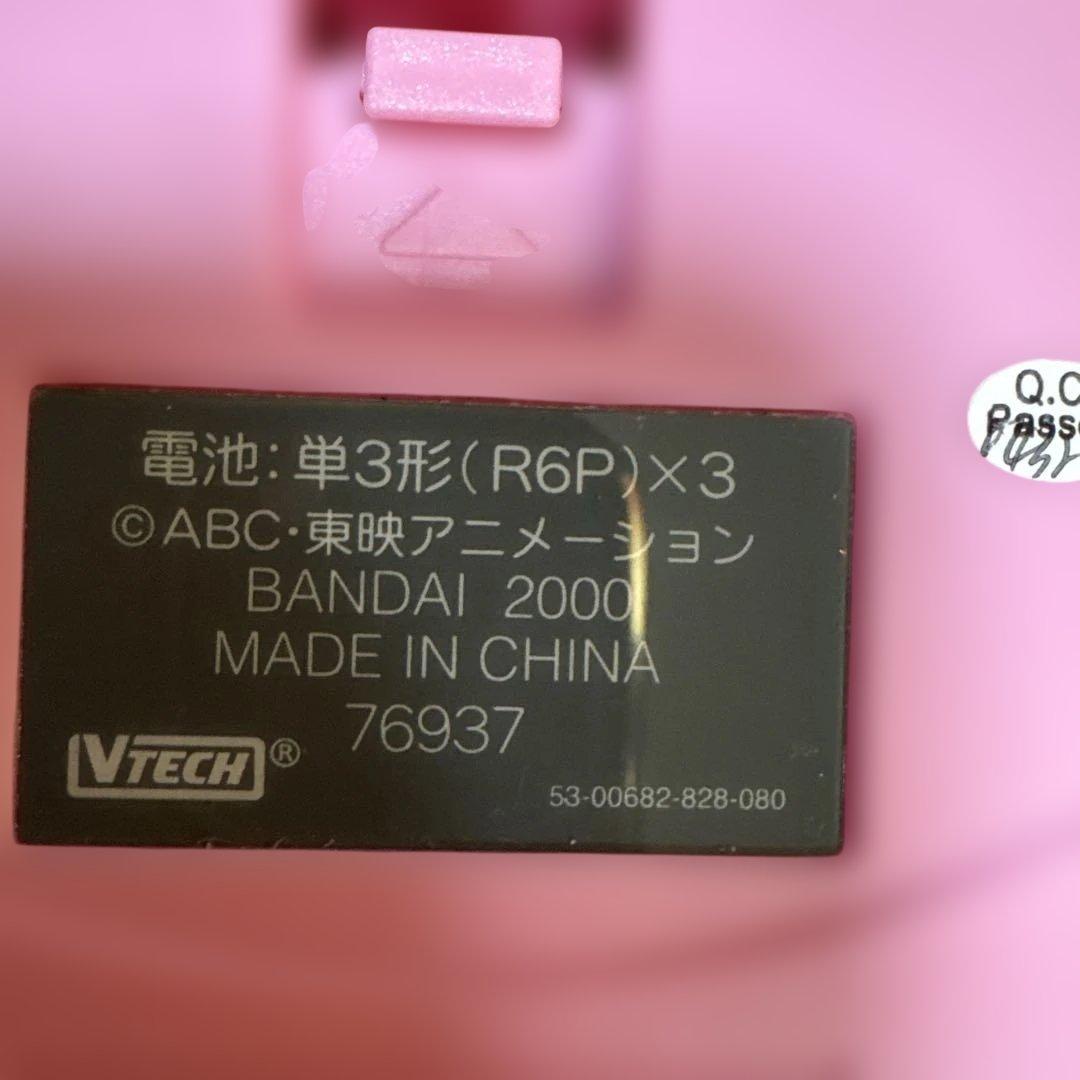 電池:単3形(R6P)×3
©ABC·東映アニメーション
BANDAI 2000
MADE IN CHINA
76937
VTECH®
53-00682-828-080
Q.C
Passe